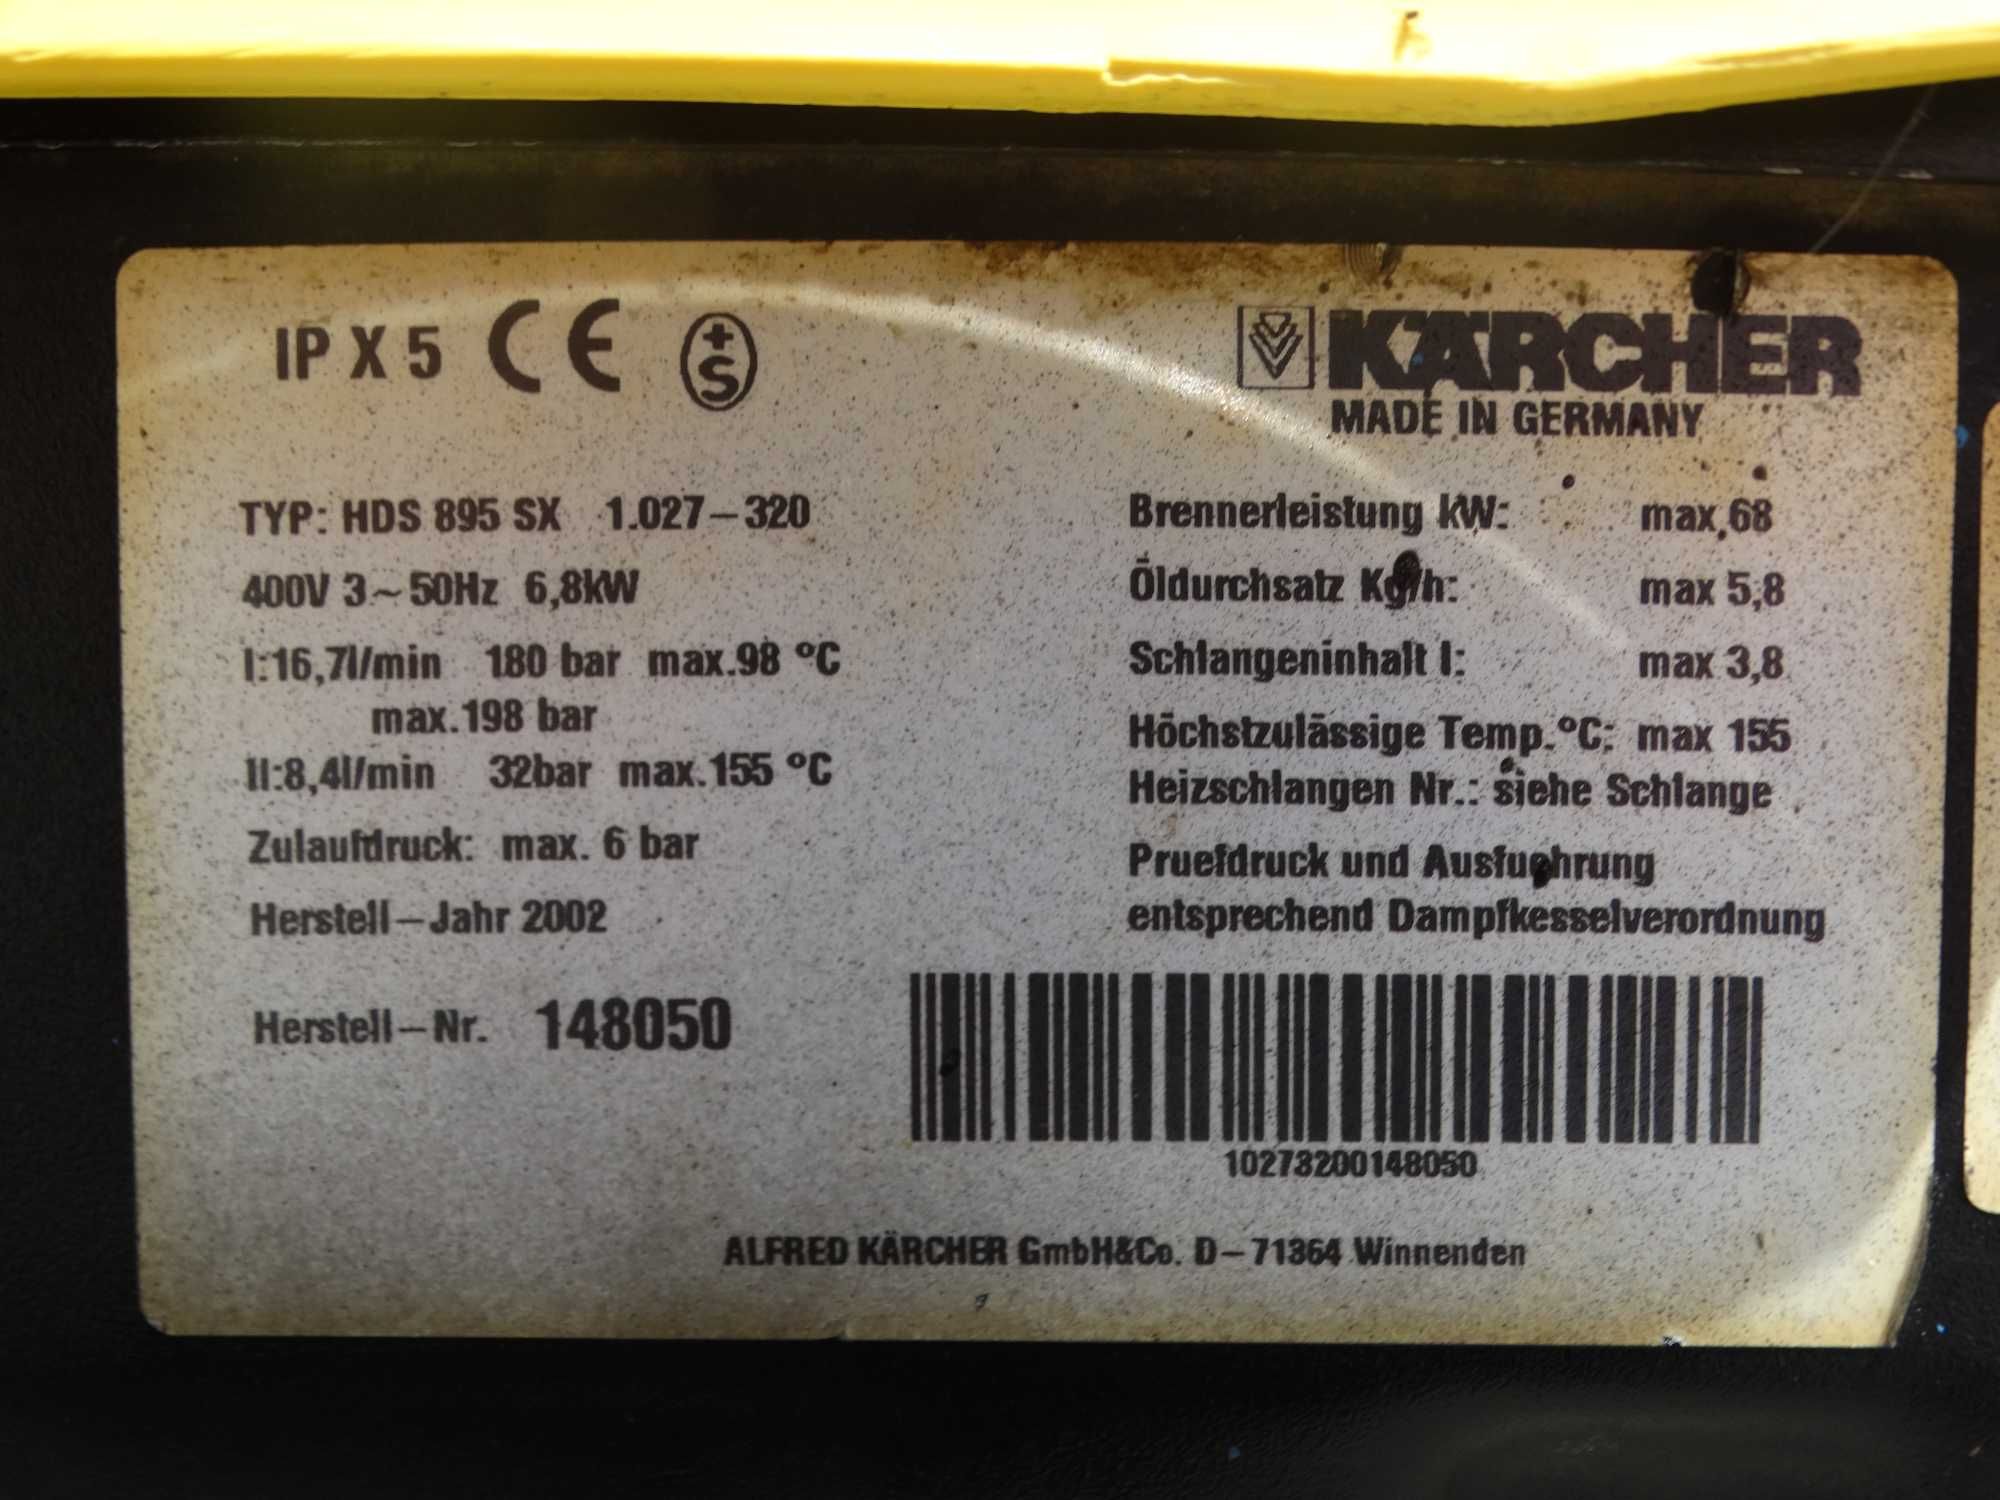 IP X 5 CE +S
KÄRCHER
MADE IN GERMANY
TYP: HDS 895 SX 1.027-320
400V 3~50Hz 6,8kW
I:16,7l/min 180 bar max.98 °C
max.198 bar
II:8,4l/min 32bar max.155 °C
Zulaufdruck: max. 6 bar
Herstell-Jahr 2002
Herstell-Nr. 148050
Brennerleistung kW: max.68
Öldurchsatz Kg/h: max 5,8
Schlangeninhalt l: max 3,8
Höchstzulässige Temp.°C: max 155
Heizschlangen Nr.: siehe Schlange
Pruefdruck und Ausfuehrung
entsprechend Dampfkesselverordnung
10273200148050
ALFRED KÄRCHER GmbH&Co. D-71364 Winnenden